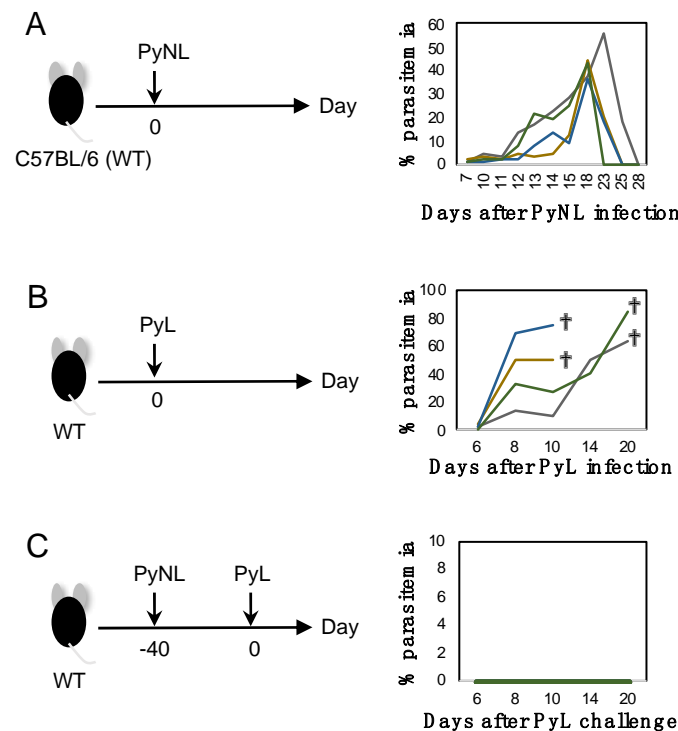 A
PyNL
Day
0
C57BL/6 (WT)
% parasitemia
60
50
40
30
20
10
0
7 10 11 12 13 14 15 18 23 25 28
Days after PyNL infection
B
PyL
Day
0
WT
% parasitemia
100
80
60
40
20
0
† † † †
6 8 10 14 20
Days after PyL infection
C
PyNL PyL
Day
-40 0
WT
% parasitemia
10
8
6
4
2
0
6 8 10 14 20
Days after PyL challenge